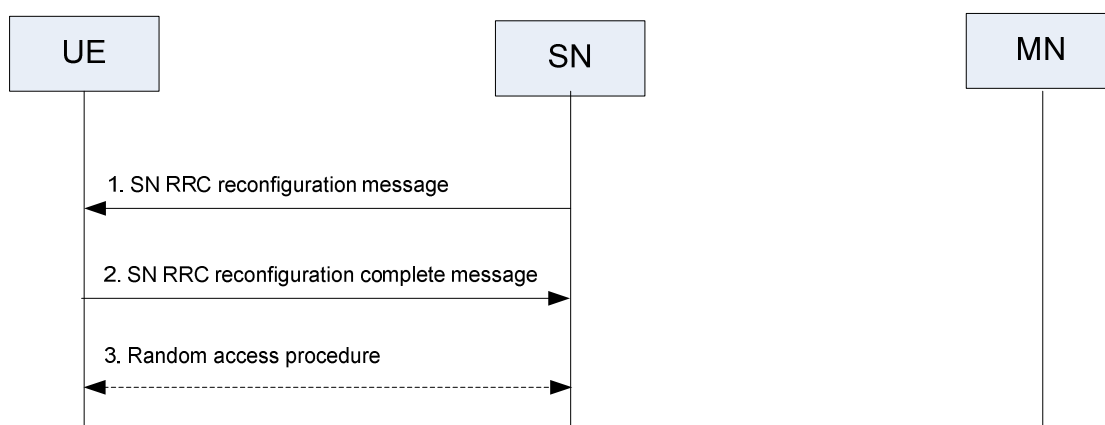 UE
SN
MN
1. SN RRC reconfiguration message
2. SN RRC reconfiguration complete message
3. Random access procedure